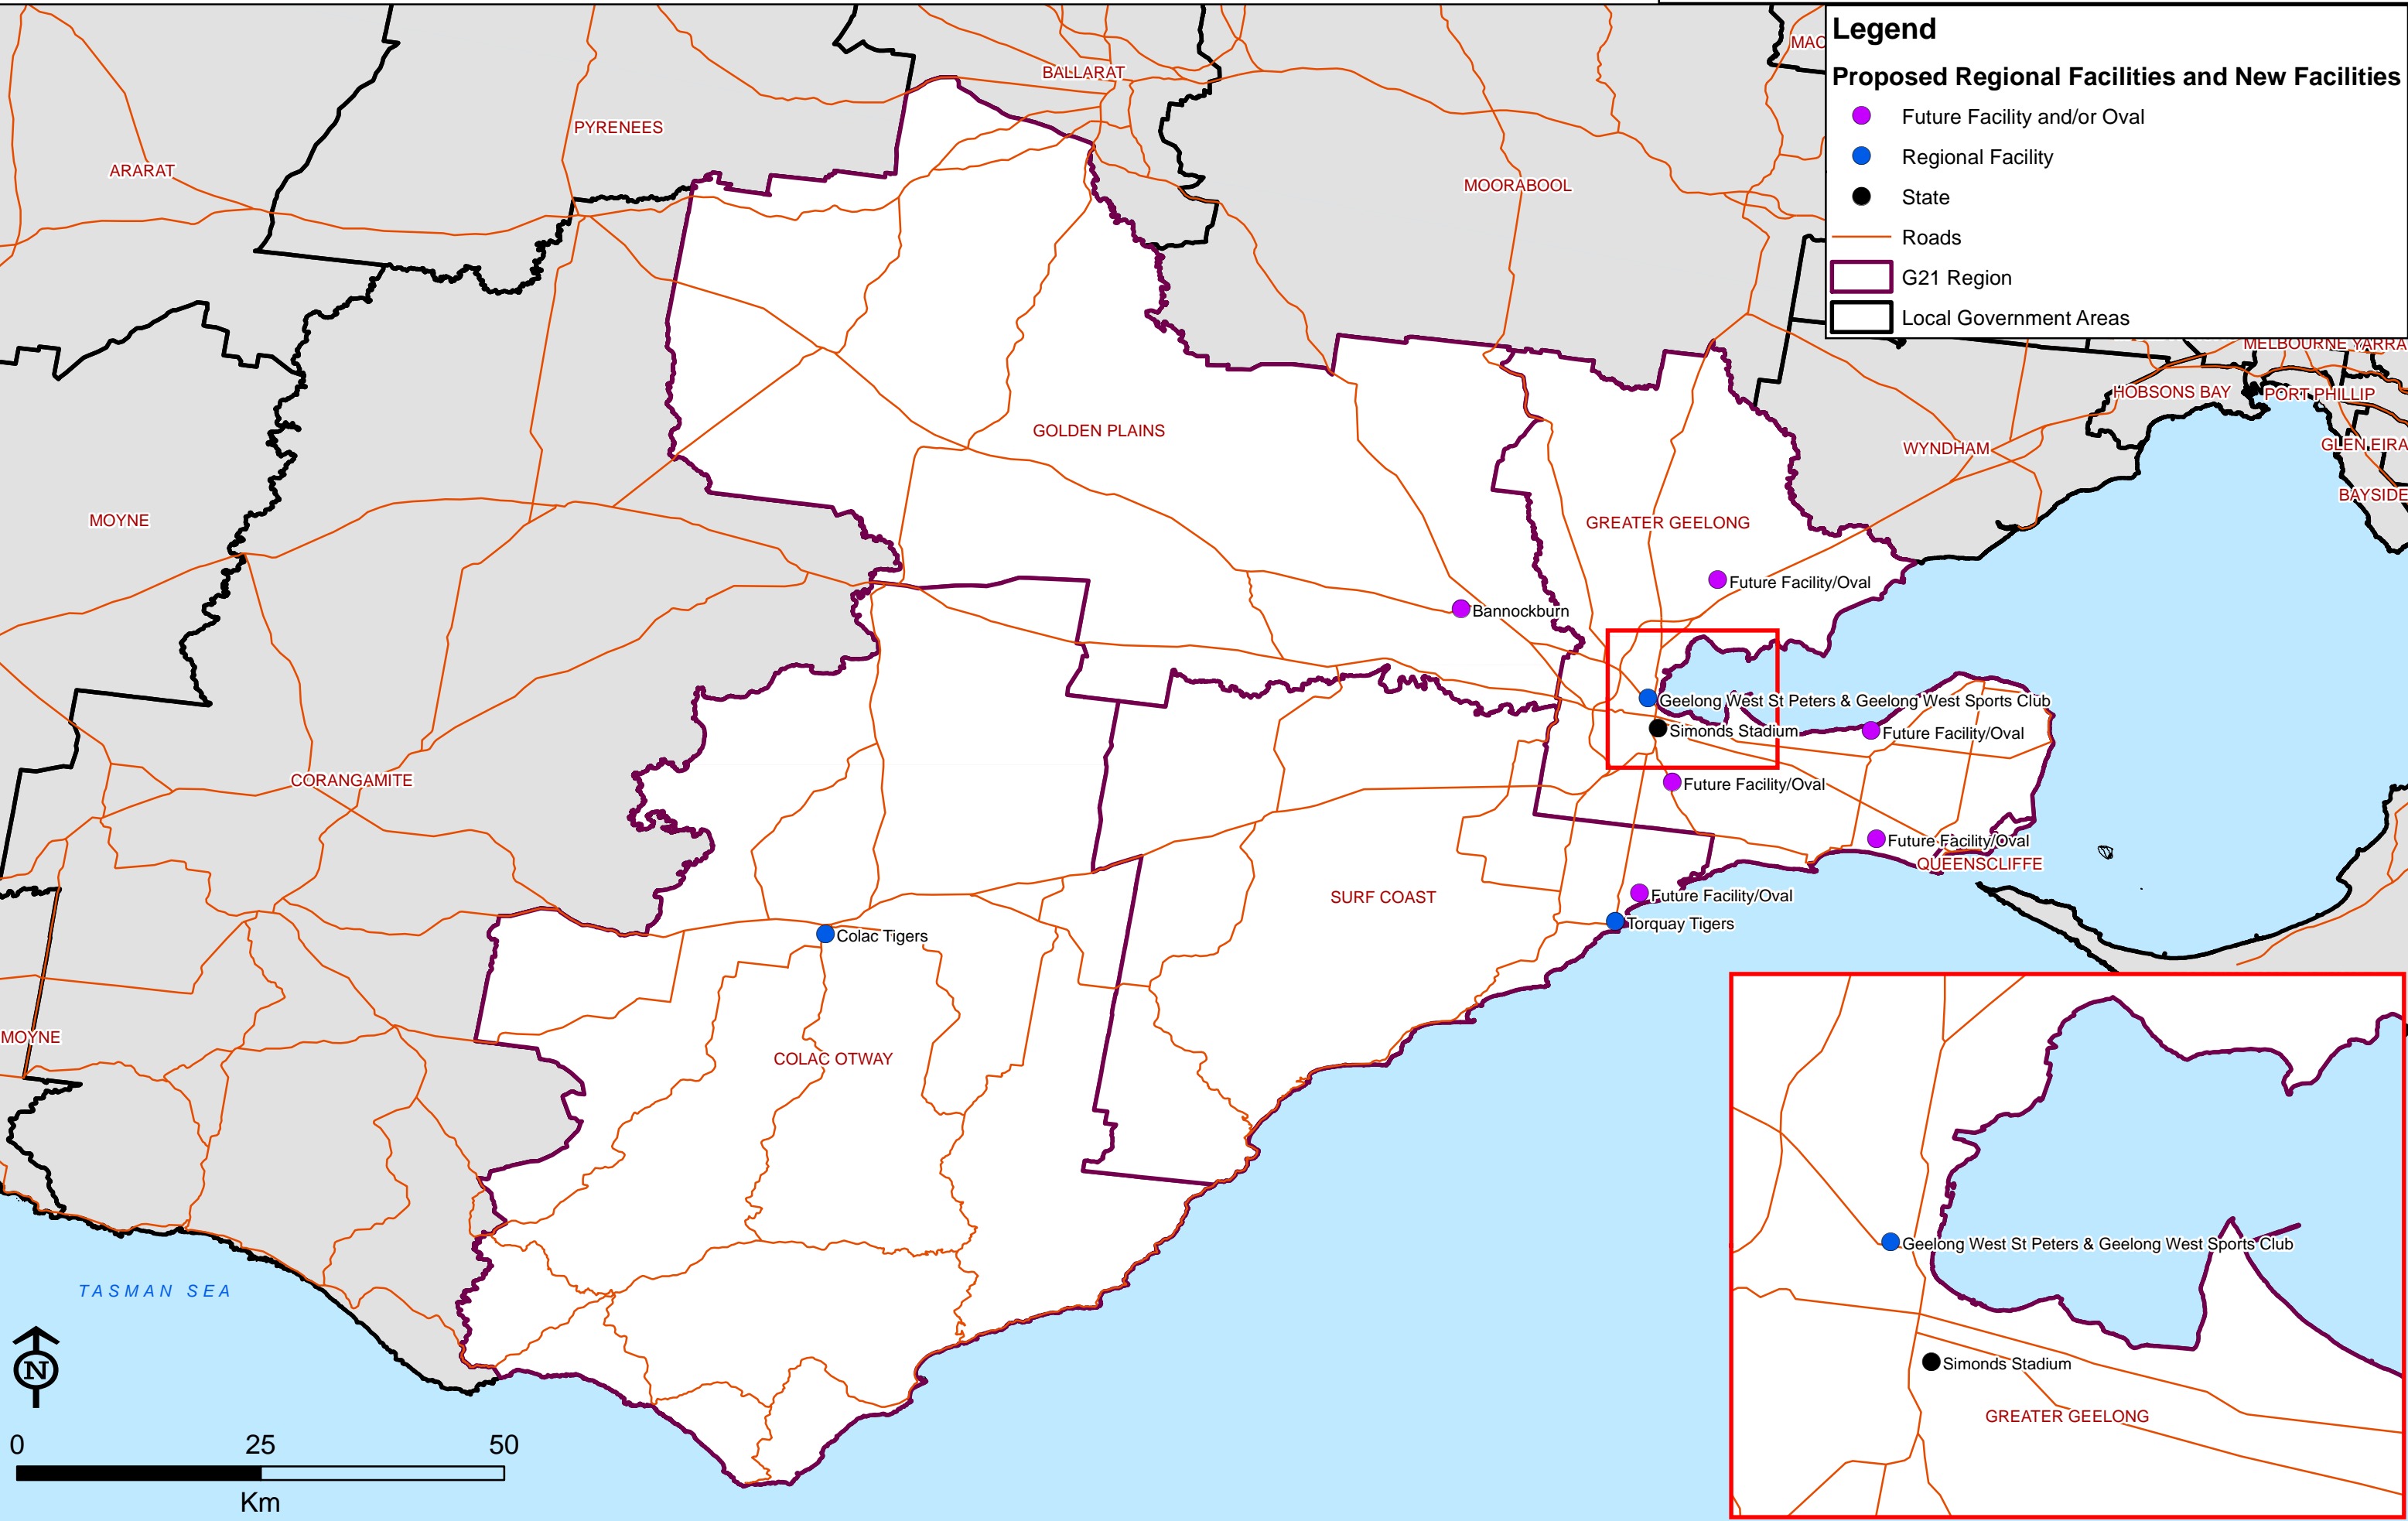 Legend
Proposed Regional Facilities and New Facilities
Future Facility and/or Oval
Regional Facility
State
Roads
G21 Region
Local Government Areas
MAC
BALLARAT
PYRENEES
ARARAT
MOORABOOL
MELBOURNE YARRA
HOBSONS BAY
PORT PHILLIP
GOLDEN PLAINS
WYNDHAM
GLEN EIRA
BAYSIDE
MOYNE
GREATER GEELONG
Future Facility/Oval
Bannockburn
Geelong West St Peters & Geelong West Sports Club
Simonds Stadium
Future Facility/Oval
CORANGAMITE
Future Facility/Oval
Future Facility/Oval
QUEENSCLIFFE
SURF COAST
Future Facility/Oval
Torquay Tigers
Colac Tigers
MOYNE
COLAC OTWAY
Geelong West St Peters & Geelong West Sports Club
TASMAN SEA
Simonds Stadium
N
GREATER GEELONG
0 25 50
Km